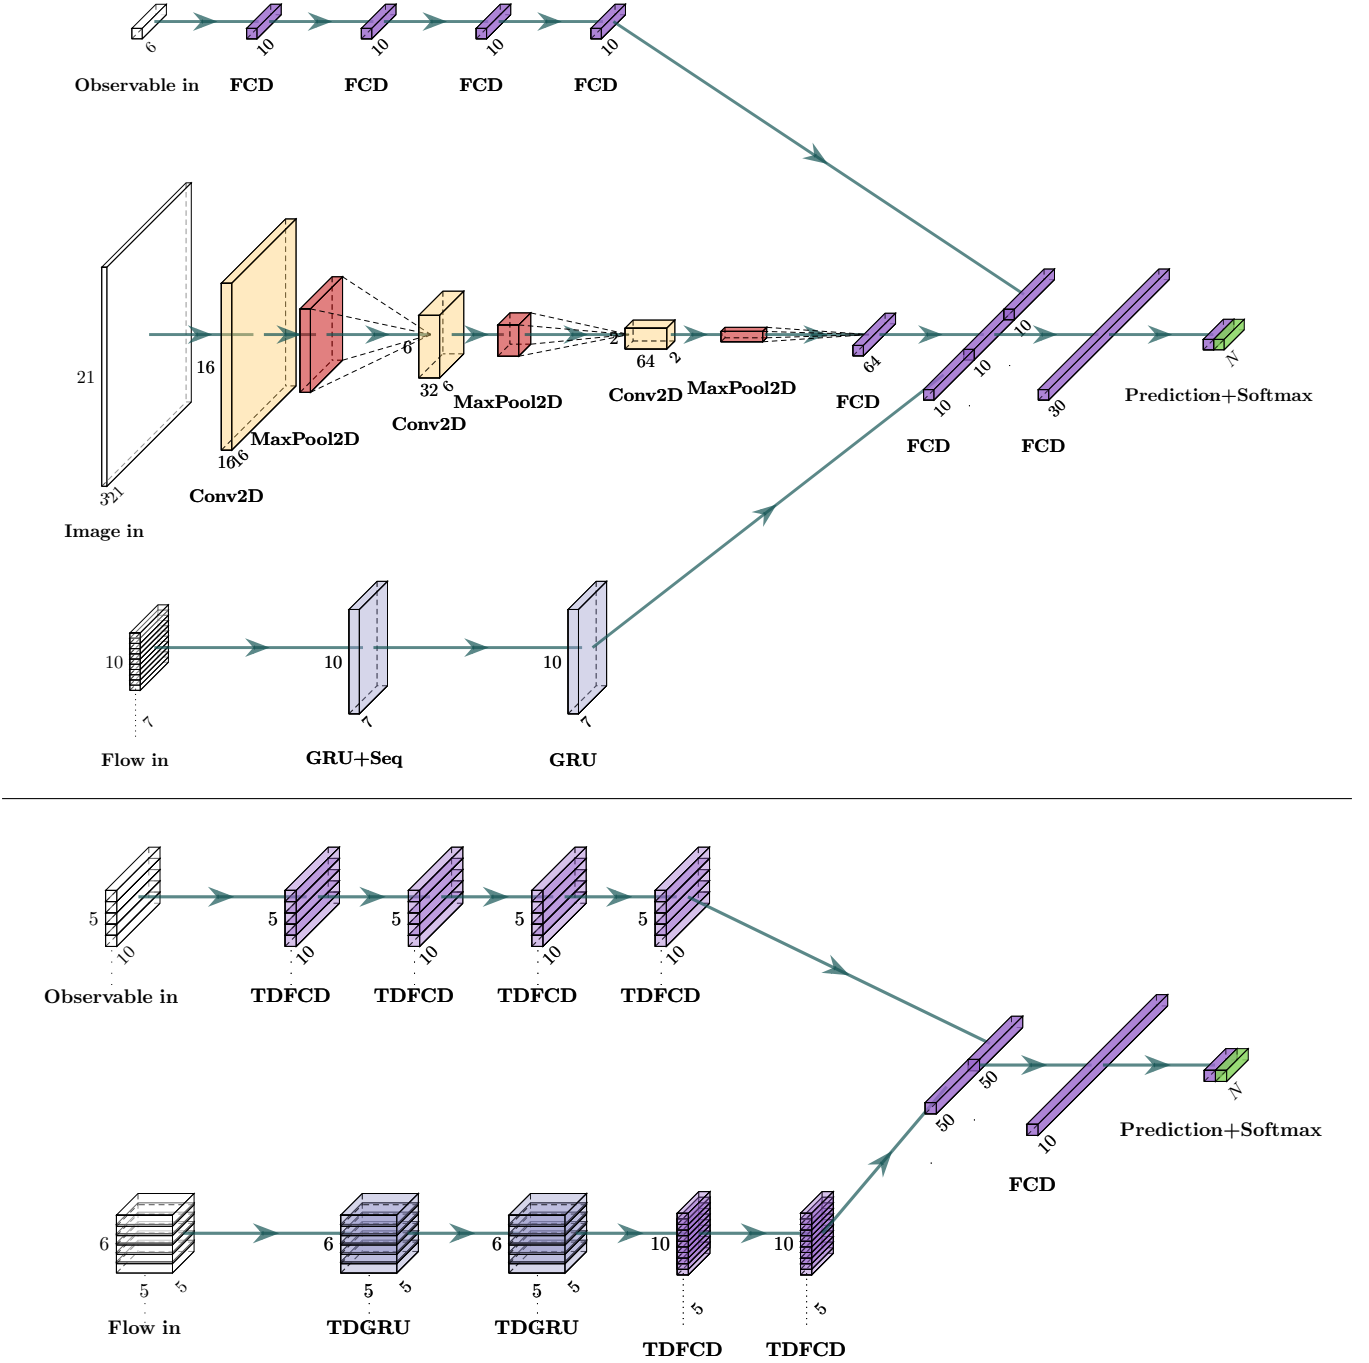 6 10 10 10 10
Observable in FCD FCD FCD FCD
21 16 6 2
3 21 16 16 32 6 64 2 64 10 10 10 30 N
Image in Conv2D MaxPool2D Conv2D MaxPool2D Conv2D MaxPool2D FCD FCD FCD Prediction+Softmax
10 10 10
7 7 7
Flow in GRU+Seq GRU
5 5 5 5 5
10 10 10 10 10
Observable in TDFCD TDFCD TDFCD TDFCD
50 50 10 N
FCD Prediction+Softmax
6 6 6 10 10
5 5 5 5 5 5 5 5
Flow in TDGRU TDGRU TDFCD TDFCD